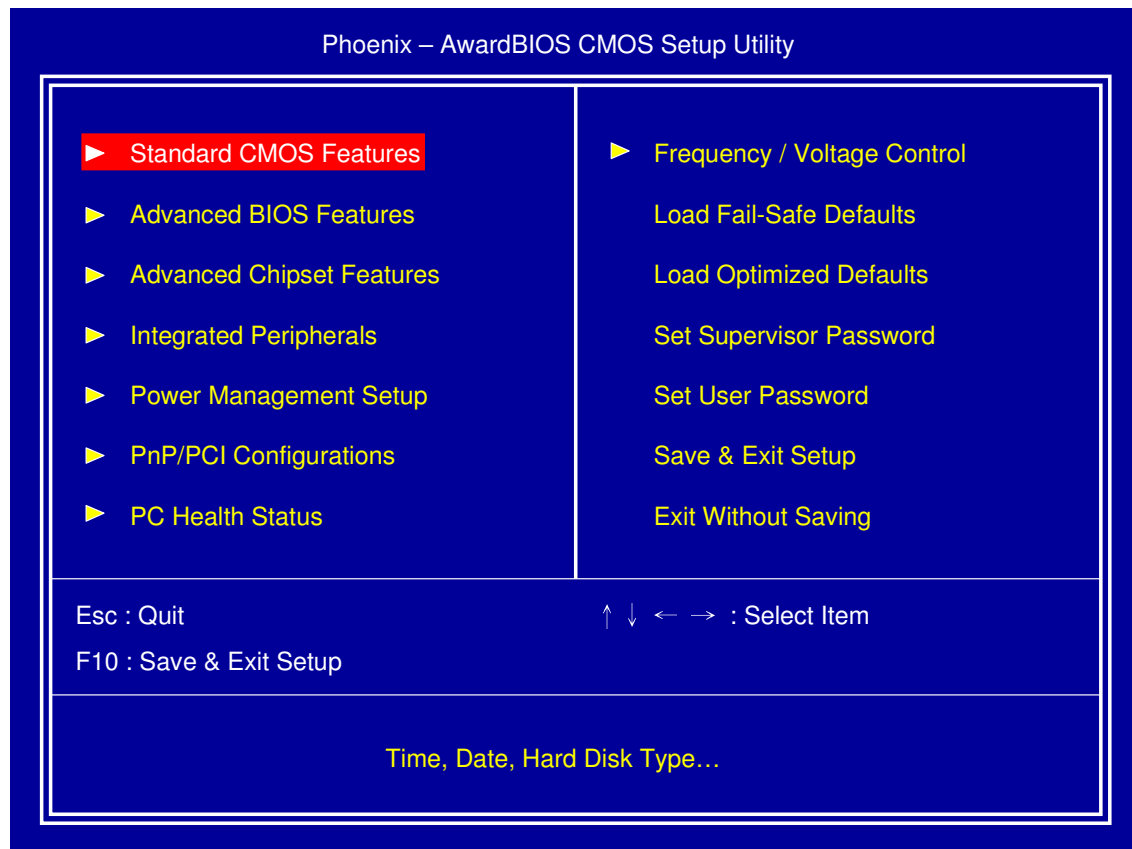 Phoenix – AwardBIOS CMOS Setup Utility
Standard CMOS Features
Advanced BIOS Features
Advanced Chipset Features
Integrated Peripherals
Power Management Setup
PnP/PCI Configurations
PC Health Status
Frequency / Voltage Control
Load Fail-Safe Defaults
Load Optimized Defaults
Set Supervisor Password
Set User Password
Save & Exit Setup
Exit Without Saving
Esc : Quit
↑ ↓ ← → : Select Item
F10 : Save & Exit Setup
Time, Date, Hard Disk Type…